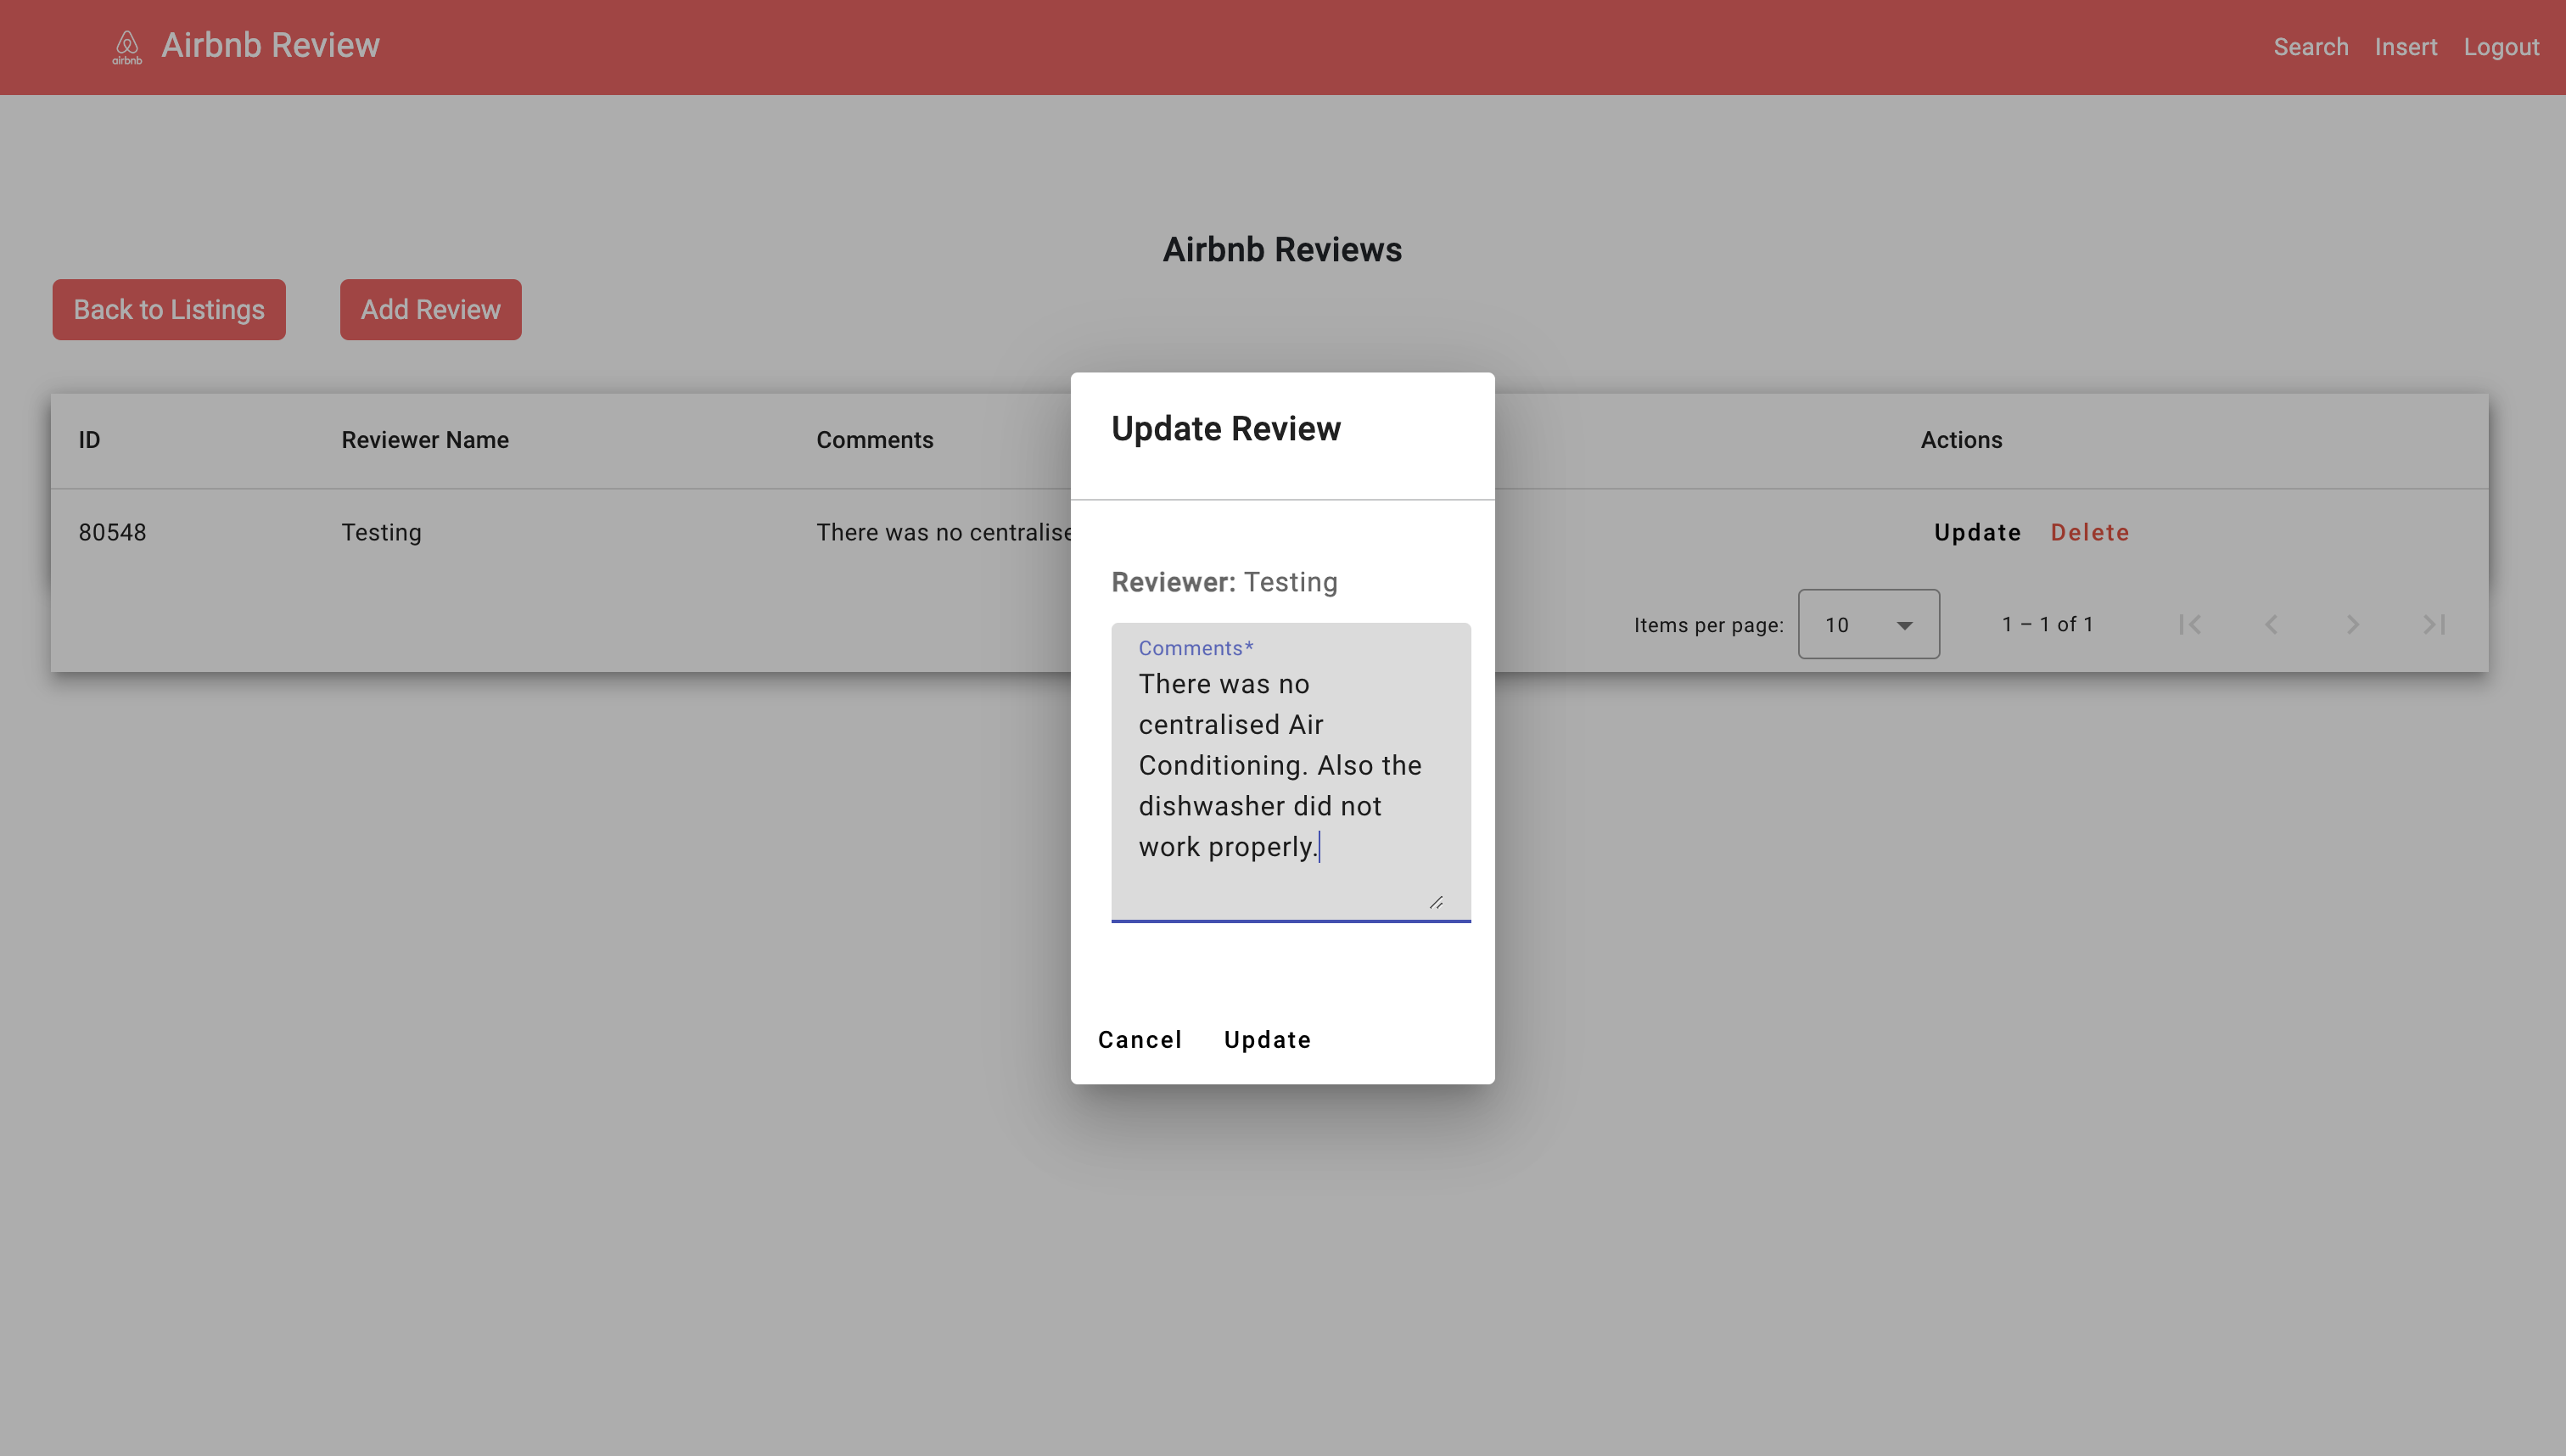 airbnb
Airbnb Review
Search Insert Logout
Airbnb Reviews
Back to Listings Add Review
ID Reviewer Name Comments Actions
80548 Testing There was no centralise Update Delete
Items per page: 10 1 – 1 of 1
Update Review
Reviewer: Testing
Comments*
There was no
centralised Air
Conditioning. Also the
dishwasher did not
work properly.
Cancel Update